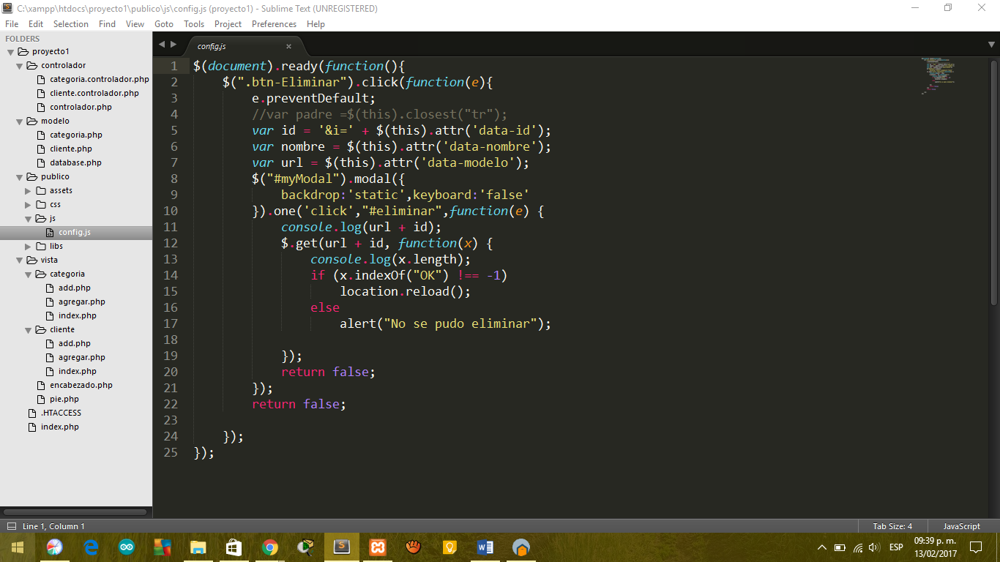 C:\xampp\htdocs\proyecto1\publico\js\config.js (proyecto1) - Sublime Text (UNREGISTERED)
File Edit Selection Find View Goto Tools Project Preferences Help
FOLDERS
proyecto1
controlador
categoria.controlador.php
cliente.controlador.php
controlador.php
modelo
categoria.php
cliente.php
database.php
publico
assets
css
js
config.js
libs
vista
categoria
add.php
agregar.php
index.php
cliente
add.php
agregar.php
index.php
encabezado.php
pie.php
.HTACCESS
index.php
config.js
1 $(document).ready(function(){
2 $(".btn-Eliminar").click(function(e){
3 e.preventDefault;
4 //var padre =$(this).closest("tr");
5 var id = '&i=' + $(this).attr('data-id');
6 var nombre = $(this).attr('data-nombre');
7 var url = $(this).attr('data-modelo');
8 $("#myModal").modal({
9 backdrop:'static',keyboard:'false'
10 }).one('click',"#eliminar",function(e) {
11 console.log(url + id);
12 $.get(url + id, function(x) {
13 console.log(x.length);
14 if (x.indexOf("OK") !== -1)
15 location.reload();
16 else
17 alert("No se pudo eliminar");
18
19 });
20 return false;
21 });
22 return false;
23
24 });
25 });
Line 1, Column 1
Tab Size: 4
JavaScript
ESP
09:39 p. m.
13/02/2017